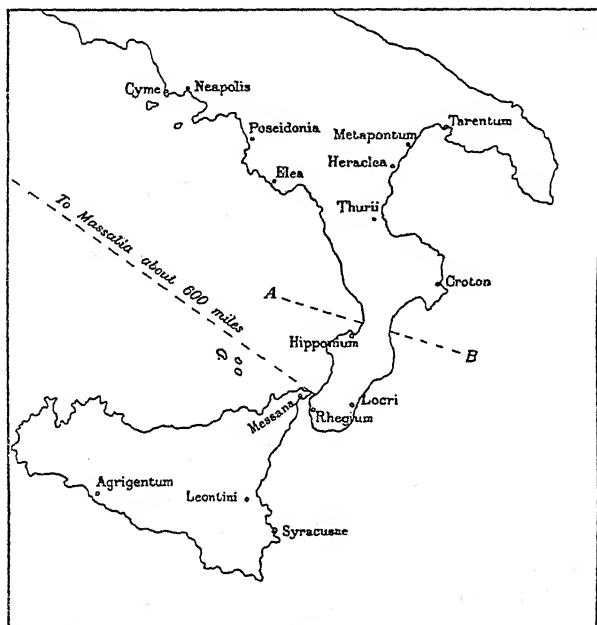 Cyme
Neapolis
Poseidonia
Tarentum
Metapontum
Heraclea
Elea
Thurii
To Massalia about 600 miles
A
Croton
Hipponium
B
Messana
Rhegium
Locri
Agrigentum
Leontini
Syracusae